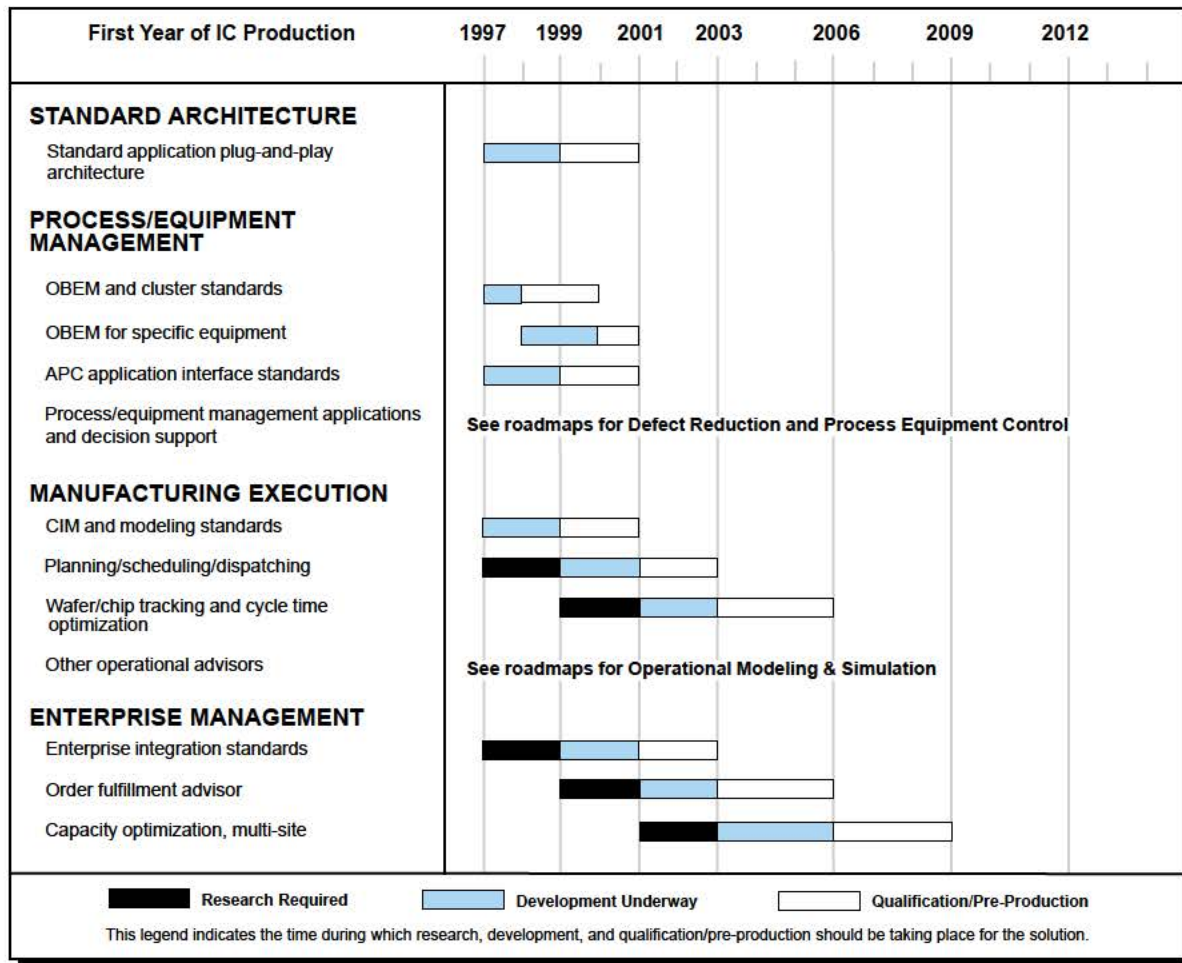 First Year of IC Production 1997 1999 2001 2003 2006 2009 2012
STANDARD ARCHITECTURE
Standard application plug-and-play
architecture
PROCESS/EQUIPMENT
MANAGEMENT
OBEM and cluster standards
OBEM for specific equipment
APC application interface standards
Process/equipment management applications
and decision support
See roadmaps for Defect Reduction and Process Equipment Control
MANUFACTURING EXECUTION
CIM and modeling standards
Planning/scheduling/dispatching
Wafer/chip tracking and cycle time
optimization
Other operational advisors
See roadmaps for Operational Modeling & Simulation
ENTERPRISE MANAGEMENT
Enterprise integration standards
Order fulfillment advisor
Capacity optimization, multi-site
Research Required Development Underway Qualification/Pre-Production
This legend indicates the time during which research, development, and qualification/pre-production should be taking place for the solution.